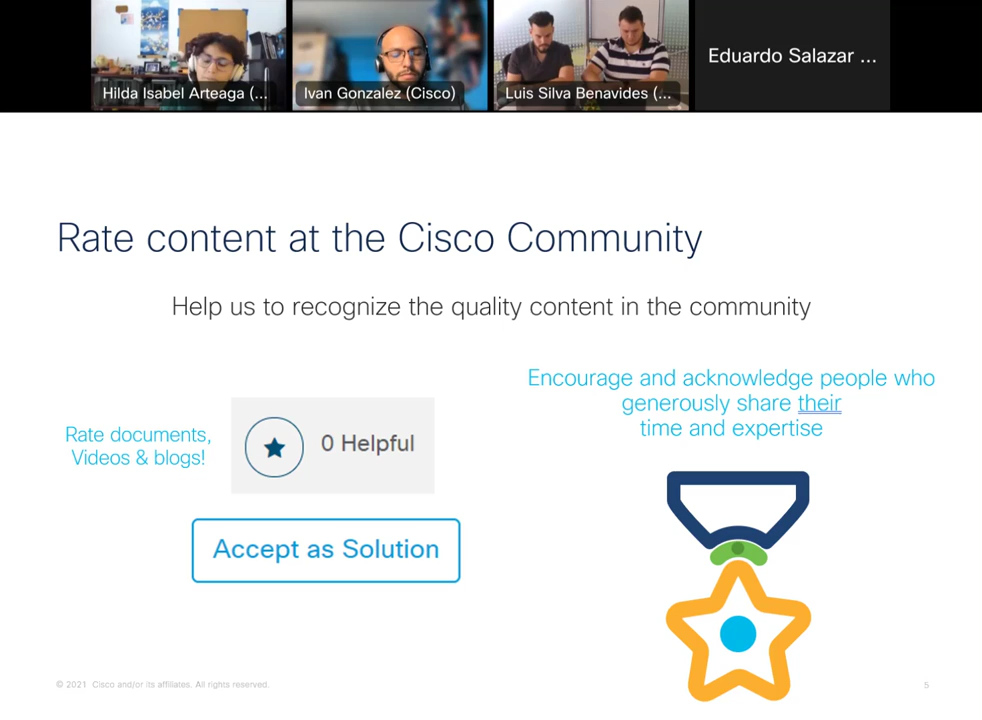 Hilda Isabel Arteaga (...
Ivan Gonzalez (Cisco)
Luis Silva Benavides (...
Eduardo Salazar ...
Rate content at the Cisco Community
Help us to recognize the quality content in the community
Rate documents,
Videos & blogs!
0 Helpful
Accept as Solution
Encourage and acknowledge people who
generously share their
time and expertise
© 2021 Cisco and/or its affiliates. All rights reserved.
5